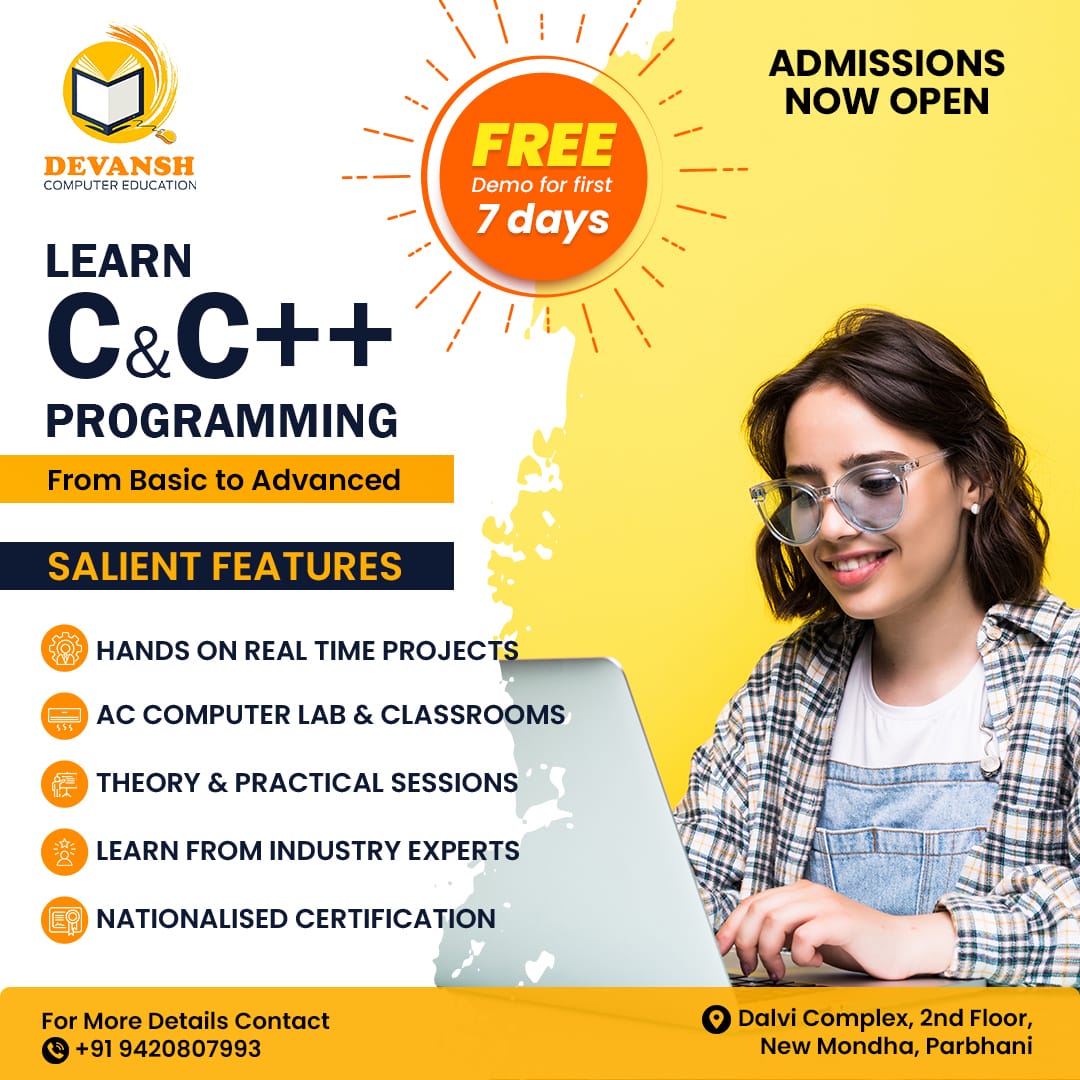 DEVANSH
COMPUTER EDUCATION
FREE
Demo for first
7 days
ADMISSIONS
NOW OPEN
LEARN
C&C++
PROGRAMMING
From Basic to Advanced
SALIENT FEATURES
HANDS ON REAL TIME PROJECTS
AC COMPUTER LAB & CLASSROOMS
THEORY & PRACTICAL SESSIONS
LEARN FROM INDUSTRY EXPERTS
NATIONALISED CERTIFICATION
For More Details Contact
+91 9420807993
Dalvi Complex, 2nd Floor,
New Mondha, Parbhani